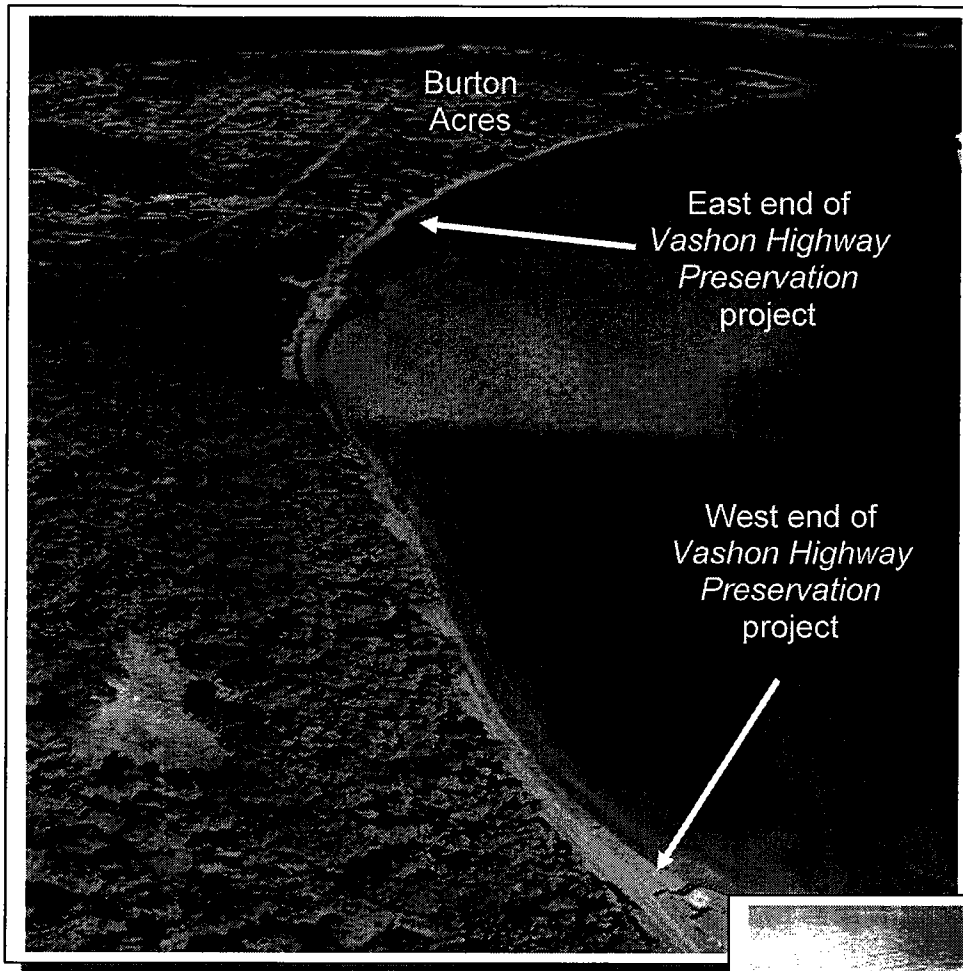 Burton
Acres
East end of
Vashon Highway
Preservation
project
West end of
Vashon Highway
Preservation
project